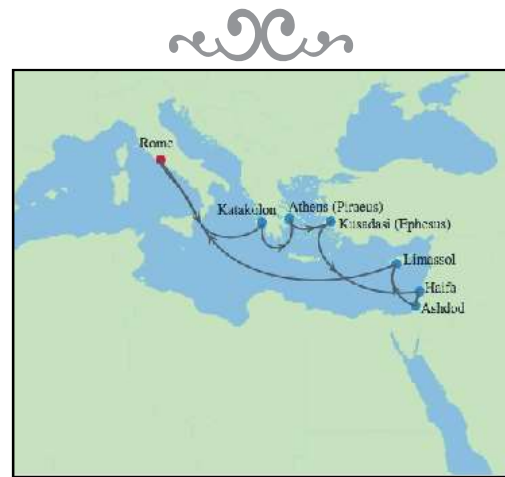 Rome
Katakolon
Athens (Piraeus)
Kusadasi (Ephesus)
Limassol
Haifa
Ashdod